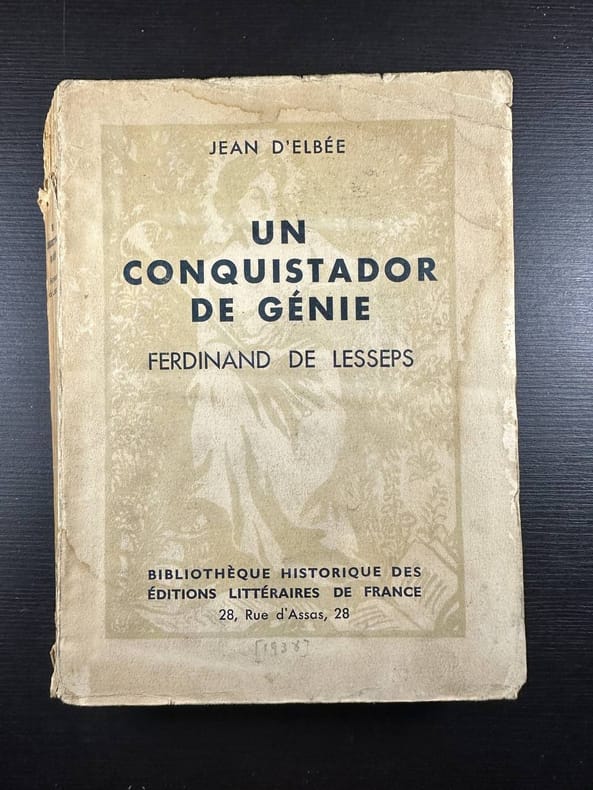 JEAN D'ELBÉE
UN
CONQUISTADOR
DE GÉNIE
FERDINAND DE LESSEPS
BIBLIOTHÈQUE HISTORIQUE DES
ÉDITIONS LITTÉRAIRES DE FRANCE
28, Rue d'Assas, 28